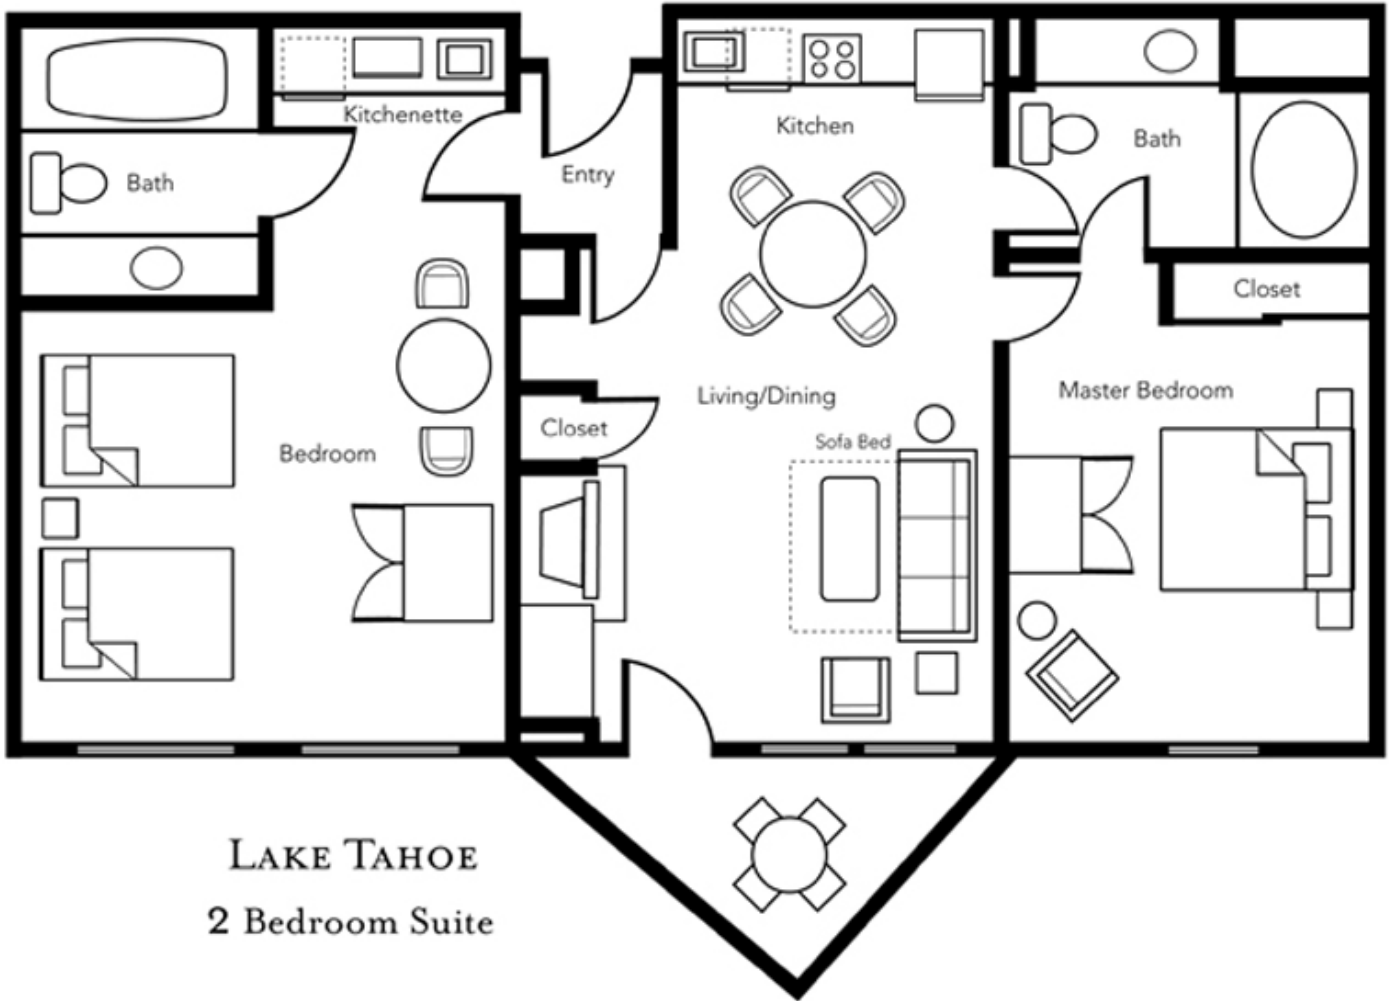 Kitchenette
Kitchen
Bath
Entry
Bath
Closet
Living/Dining
Master Bedroom
Closet
Sofa Bed
Bedroom
LAKE TAHOE
2 Bedroom Suite